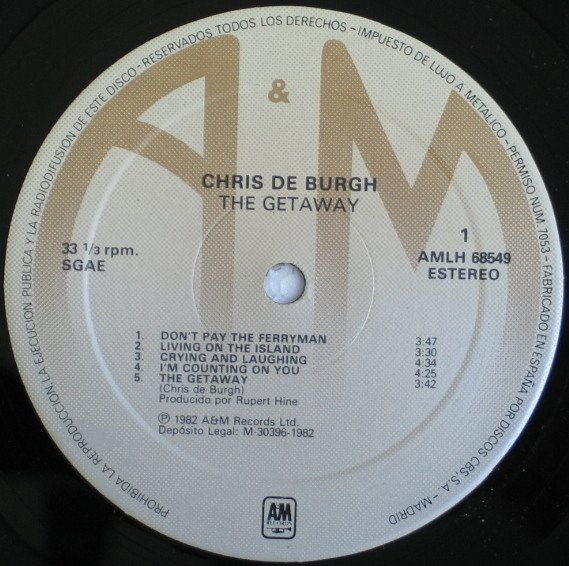 PROHIBIDA LA REPRODUCCION, LA EJECUCION PUBLICA Y LA RADIODIFUSION DE ESTE DISCO - RESERVADOS TODOS LOS DERECHOS - IMPUESTO DE LUJO A METALICO - PERMISO NUM. 7053 - FABRICADO EN ESPAÑA POR DISCOS CBS, S.A. - MADRID
A&M
CHRIS DE BURGH
THE GETAWAY
33 1/3 rpm.
SGAE
1
AMLH 68549
ESTEREO
1. DON'T PAY THE FERRYMAN 3:47
2. LIVING ON THE ISLAND 3:30
3. CRYING AND LAUGHING 4:34
4. I'M COUNTING ON YOU 4:25
5. THE GETAWAY 3:42
(Chris de Burgh)
Producido por Rupert Hine
Ⓟ 1982 A&M Records Ltd.
Depósito Legal: M-30396-1982
A&M
RECORDS